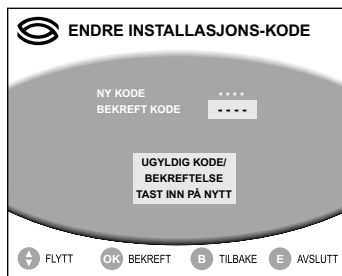 ENDRE INSTALLASJONS-KODE
NY KODE * * * *
BEKREFT KODE - - - -
UGYLDIG KODE/
BEKREFTELSE
TAST INN PÅ NYTT
FLYTT OK BEKREFT B TILBAKE E AVSLUTT